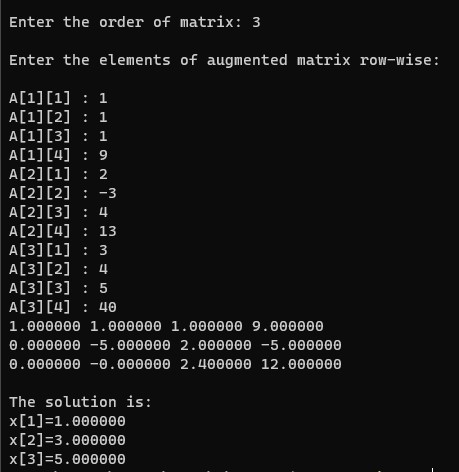 Enter the order of matrix: 3
Enter the elements of augmented matrix row-wise:
A[1][1] : 1
A[1][2] : 1
A[1][3] : 1
A[1][4] : 9
A[2][1] : 2
A[2][2] : -3
A[2][3] : 4
A[2][4] : 13
A[3][1] : 3
A[3][2] : 4
A[3][3] : 5
A[3][4] : 40
1.000000 1.000000 1.000000 9.000000
0.000000 -5.000000 2.000000 -5.000000
0.000000 -0.000000 2.400000 12.000000
The solution is:
x[1]=1.000000
x[2]=3.000000
x[3]=5.000000